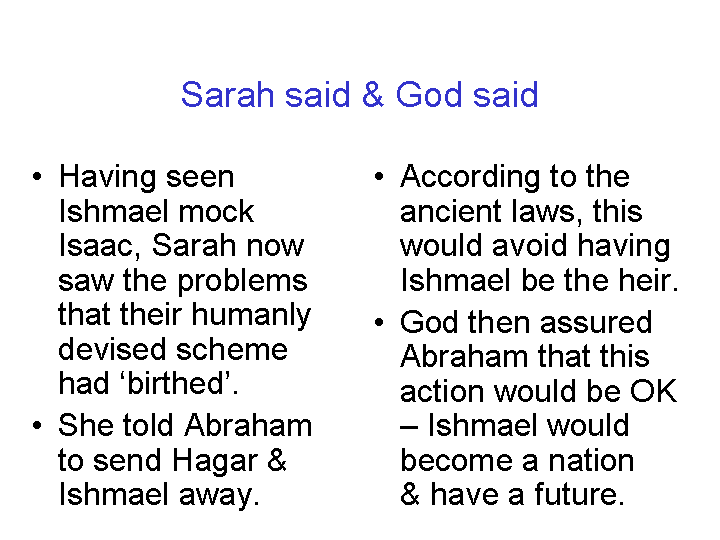 Sarah said & God said
• Having seen
Ishmael mock
Isaac, Sarah now
saw the problems
that their humanly
devised scheme
had ‘birthed’.
• She told Abraham
to send Hagar &
Ishmael away.
• According to the
ancient laws, this
would avoid having
Ishmael be the heir.
• God then assured
Abraham that this
action would be OK
– Ishmael would
become a nation
& have a future.